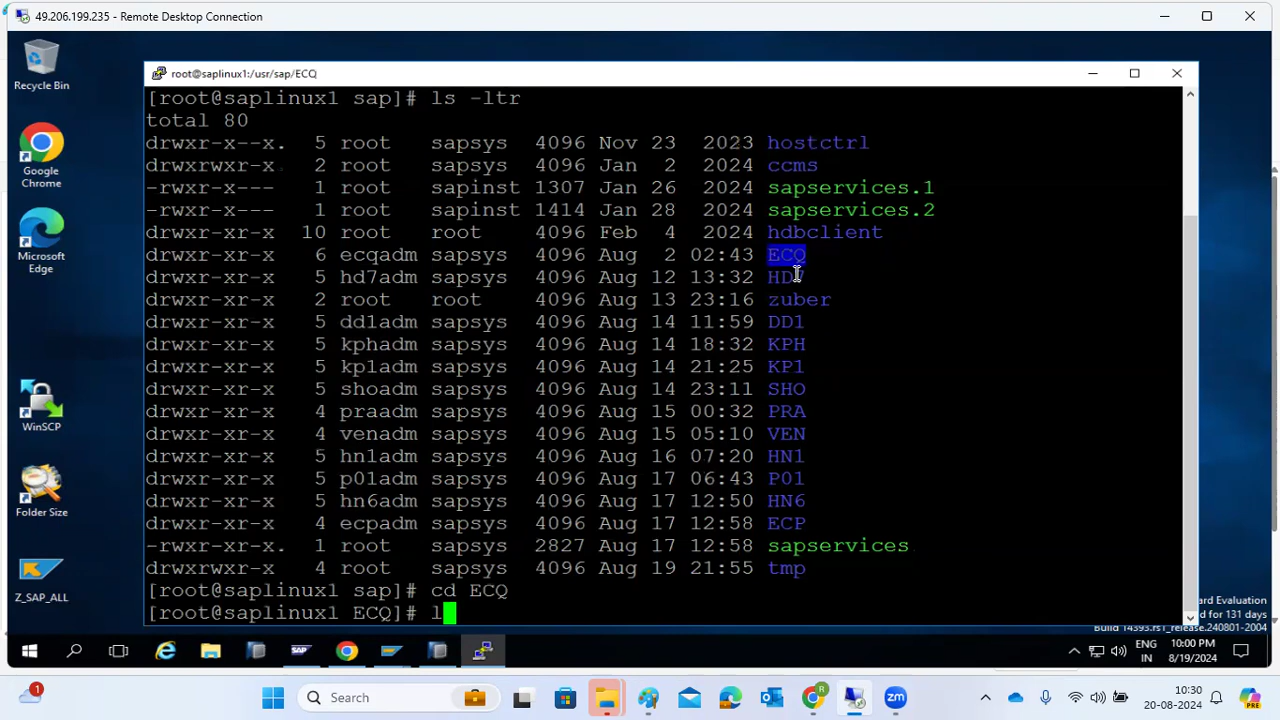 49.206.199.235 - Remote Desktop Connection
Recycle Bin
Google Chrome
Microsoft Edge
WinSCP
Folder Size
Z_SAP_ALL
root@saplinux1:/usr/sap/ECQ
[root@saplinux1 sap]# ls -ltr
total 80
drwxr-x--x. 5 root sapsys 4096 Nov 23 2023 hostctrl
drwxrwxr-x 2 root sapsys 4096 Jan 2 2024 ccms
-rwxr-x--- 1 root sapinst 1307 Jan 26 2024 sapservices.1
-rwxr-x--- 1 root sapinst 1414 Jan 28 2024 sapservices.2
drwxr-xr-x 10 root root 4096 Feb 4 2024 hdbclient
drwxr-xr-x 6 ecqadm sapsys 4096 Aug 2 02:43 ECQ
drwxr-xr-x 5 hd7adm sapsys 4096 Aug 12 13:32 HD7
drwxr-xr-x 2 root root 4096 Aug 13 23:16 zuber
drwxr-xr-x 5 dd1adm sapsys 4096 Aug 14 11:59 DD1
drwxr-xr-x 5 kphadm sapsys 4096 Aug 14 18:32 KPH
drwxr-xr-x 5 kp1adm sapsys 4096 Aug 14 21:25 KP1
drwxr-xr-x 5 shoadm sapsys 4096 Aug 14 23:11 SHO
drwxr-xr-x 4 praadm sapsys 4096 Aug 15 00:32 PRA
drwxr-xr-x 4 venadm sapsys 4096 Aug 15 05:10 VEN
drwxr-xr-x 5 hn1adm sapsys 4096 Aug 16 07:20 HN1
drwxr-xr-x 5 p01adm sapsys 4096 Aug 17 06:43 P01
drwxr-xr-x 5 hn6adm sapsys 4096 Aug 17 12:50 HN6
drwxr-xr-x 4 ecpadm sapsys 4096 Aug 17 12:58 ECP
-rwxr-xr-x. 1 root sapsys 2827 Aug 17 12:58 sapservices
drwxrwxr-x 4 root sapsys 4096 Aug 19 21:55 tmp
[root@saplinux1 sap]# cd ECQ
[root@saplinux1 ECQ]# l
ard Evaluation
d for 131 days
Build 14393.rs1_release.240801-2004
SAP
ENG
IN
10:00 PM
8/19/2024
1
Search
R
zm
PRE
10:30
20-08-2024